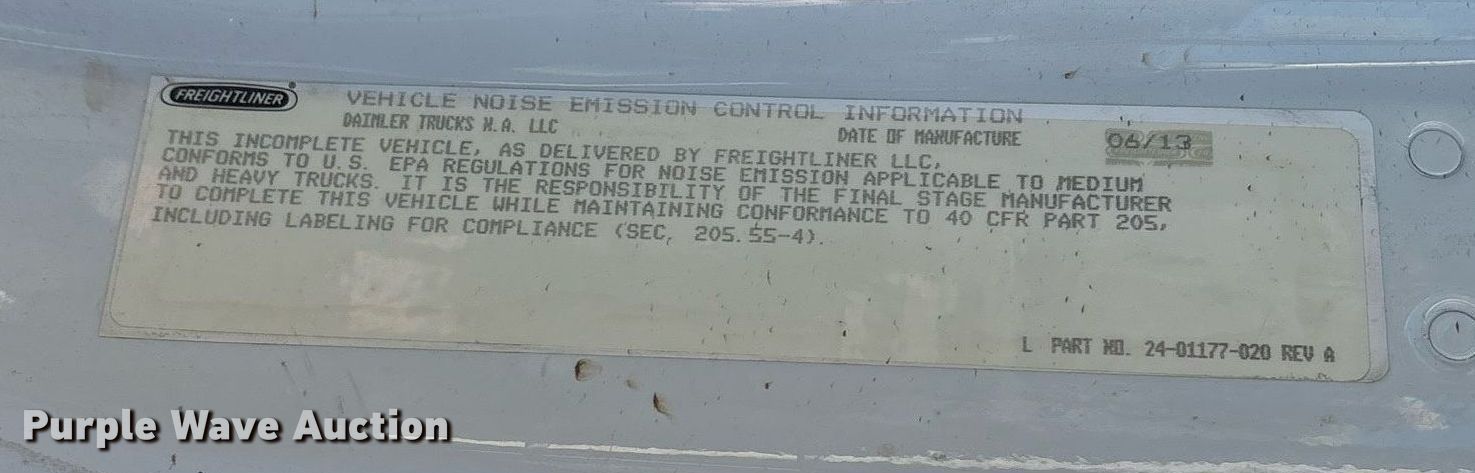 FREIGHTLINER
VEHICLE NOISE EMISSION CONTROL INFORMATION
DAIMLER TRUCKS N.A. LLC DATE OF MANUFACTURE 06/13
THIS INCOMPLETE VEHICLE, AS DELIVERED BY FREIGHTLINER LLC,
CONFORMS TO U.S. EPA REGULATIONS FOR NOISE EMISSION APPLICABLE TO MEDIUM
AND HEAVY TRUCKS. IT IS THE RESPONSIBILITY OF THE FINAL STAGE MANUFACTURER
TO COMPLETE THIS VEHICLE WHILE MAINTAINING CONFORMANCE TO 40 CFR PART 205,
INCLUDING LABELING FOR COMPLIANCE (SEC, 205.55-4).
L PART NO. 24-01177-020 REV A
Purple Wave Auction